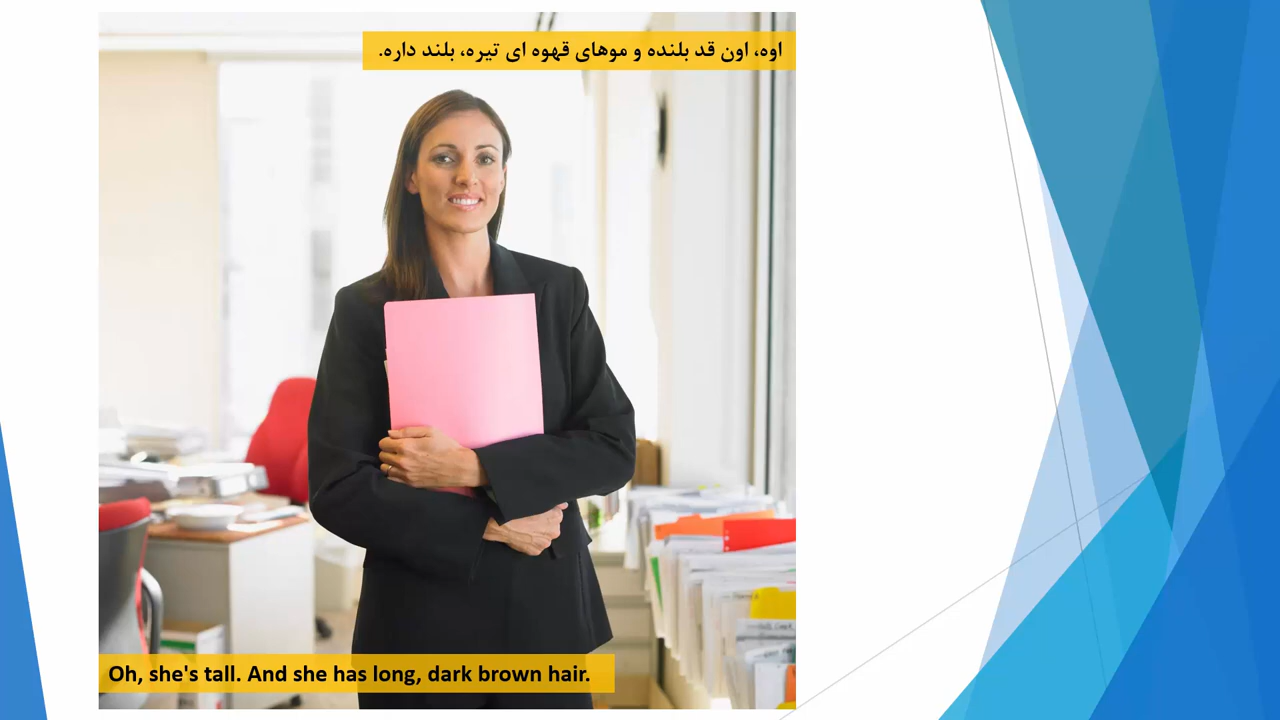 اوه، اون قد بلنده و موهای قهوه ای تیره، بلند داره.
Oh, she's tall. And she has long, dark brown hair.